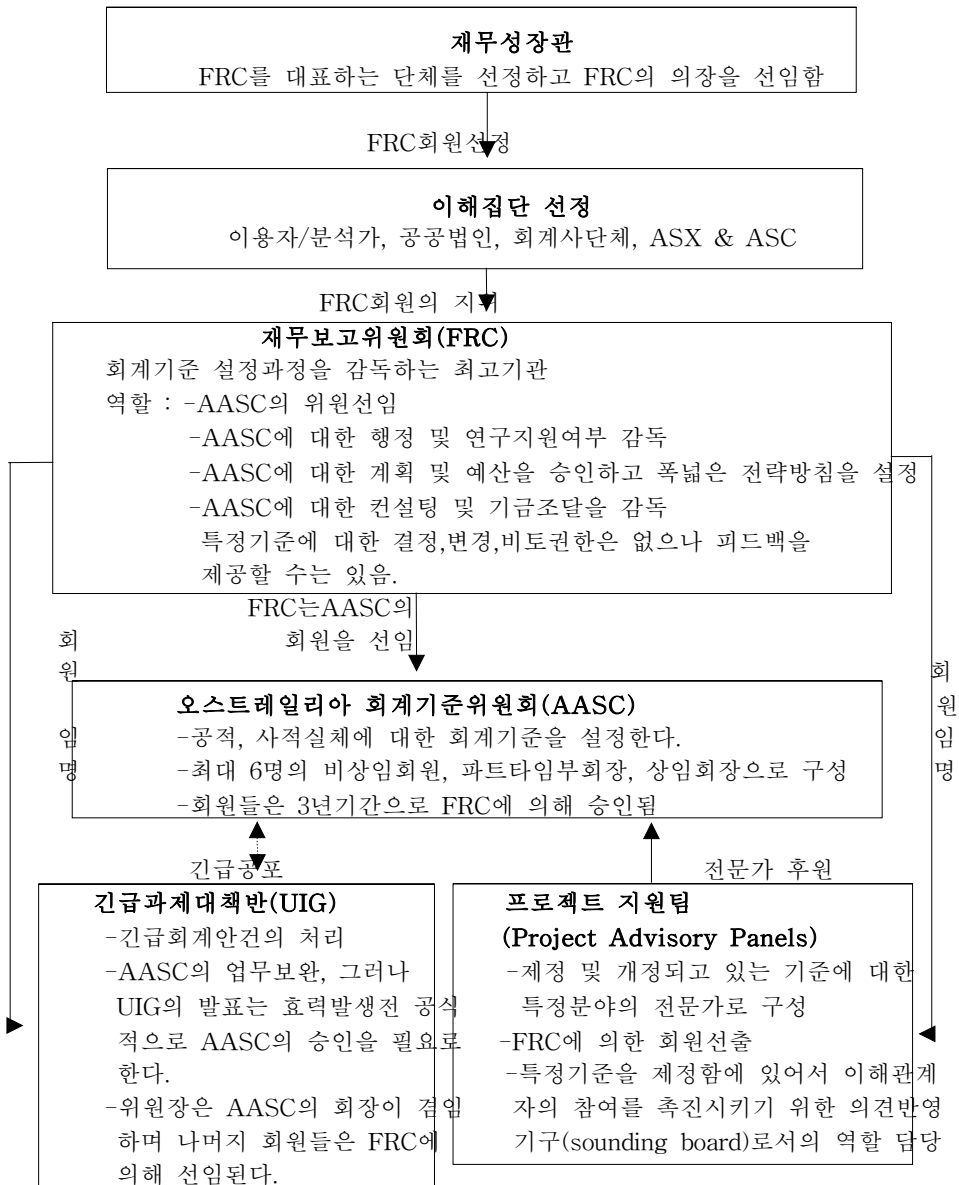 재무성장관
FRC를 대표하는 단체를 선정하고 FRC의 의장을 선임함
FRC회원선정
이해집단 선정
이용자/분석가, 공공법인, 회계사단체, ASX & ASC
FRC회원의
재무보고위원회(FRC)
회계기준 설정과정을 감독하는 최고기관
역할 : -AASC의 위원선임
-AASC에 대한 행정 및 연구지원여부 감독
-AASC에 대한 계획 및 예산을 승인하고 폭넓은 전략방침을 설정
-AASC에 대한 컨설팅 및 기금조달을 감독
특정기준에 대한 결정,변경,비토권한은 없으나 피드백을
제공할 수는 있음.
FRC는AASC의
회원을 선임
회원 임명
회원 임명
오스트레일리아 회계기준위원회(AASC)
-공적, 사적실체에 대한 회계기준을 설정한다.
-최대 6명의 비상임회원, 파트타임부회장, 상임회장으로 구성
-회원들은 3년기간으로 FRC에 의해 승인됨
긴급공포
전문가 후원
긴급과제대책반(UIG)
-긴급회계안건의 처리
-AASC의 업무보완, 그러나
UIG의 발표는 효력발생전 공식
적으로 AASC의 승인을 필요로
한다.
-위원장은 AASC의 회장이 겸임
하며 나머지 회원들은 FRC에
의해 선임된다.
프로젝트 지원팀
(Project Advisory Panels)
-제정 및 개정되고 있는 기준에 대한
특정분야의 전문가로 구성
-FRC에 의한 회원선출
-특정기준을 제정함에 있어서 이해관계
자의 참여를 촉진시키기 위한 의견반영
기구(sounding board)로서의 역할 담당